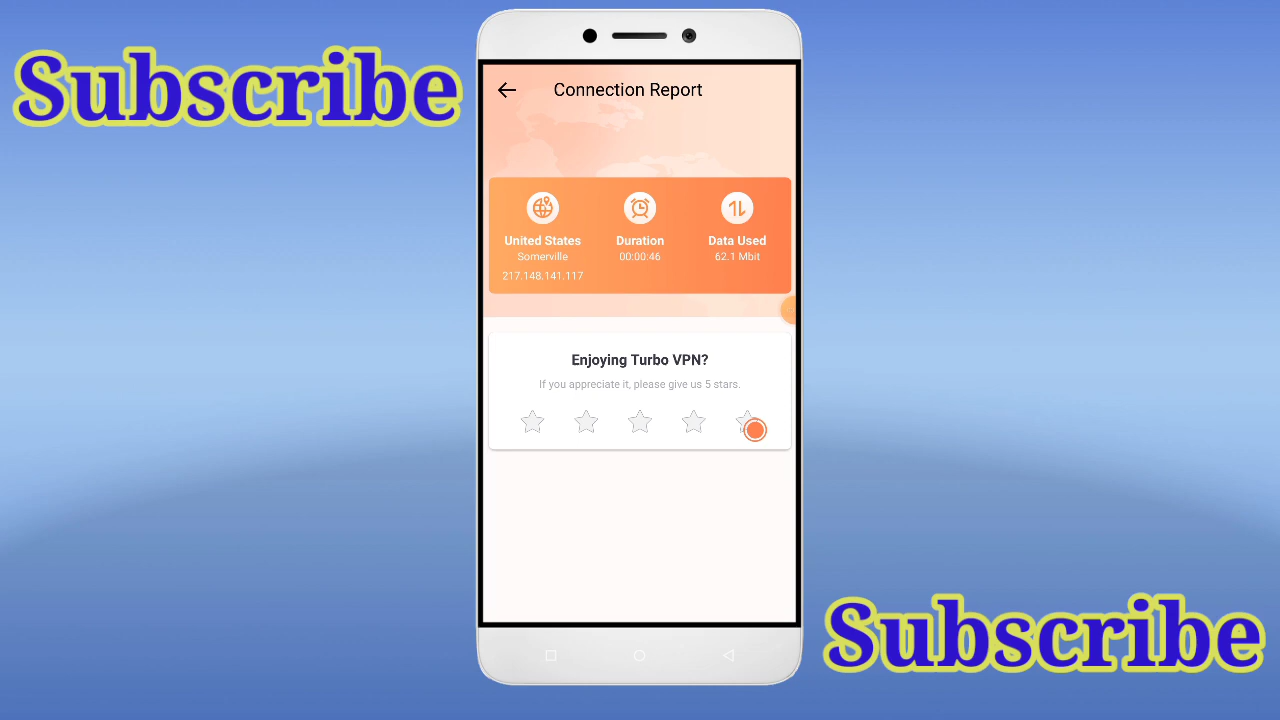 Subscribe
Connection Report
United States
Somerville
217.148.141.117
Duration
00:00:46
Data Used
62.1 Mbit
Enjoying Turbo VPN?
If you appreciate it, please give us 5 stars.
Subscribe